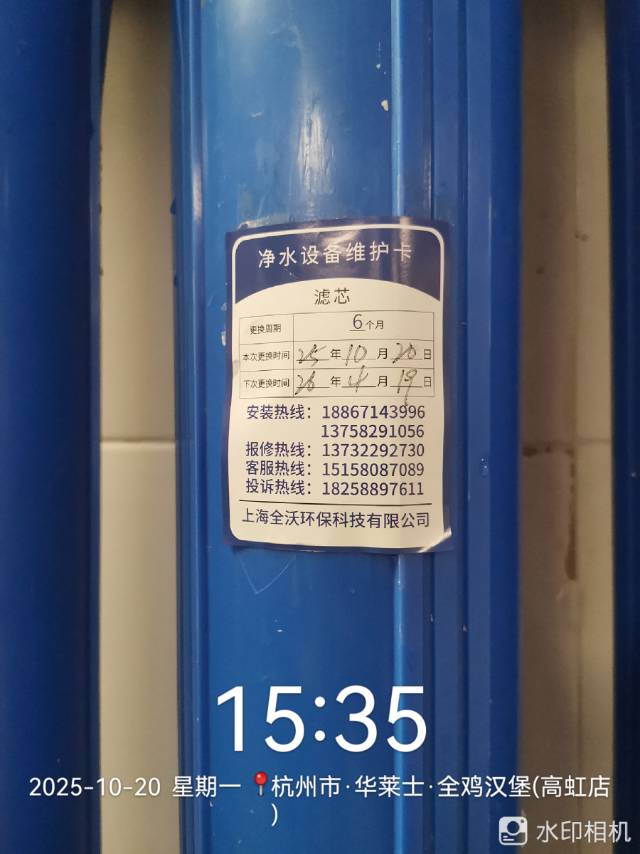 净水设备维护卡
滤芯
更换周期 6个月
本次更换时间 25年10月20日
下次更换时间 26年4月19日
安装热线：18867143996
13758291056
报修热线：13732292730
客服热线：15158087089
投诉热线：18258897611
上海全沃环保科技有限公司
15:35
2025-10-20 星期一 📍杭州市·华莱士·全鸡汉堡(高虹店
)
水印相机